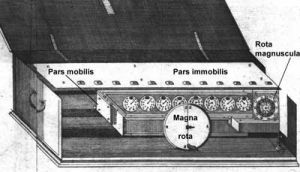 Rota
magnuscula
Pars mobilis
Pars immobilis
Magna
rota